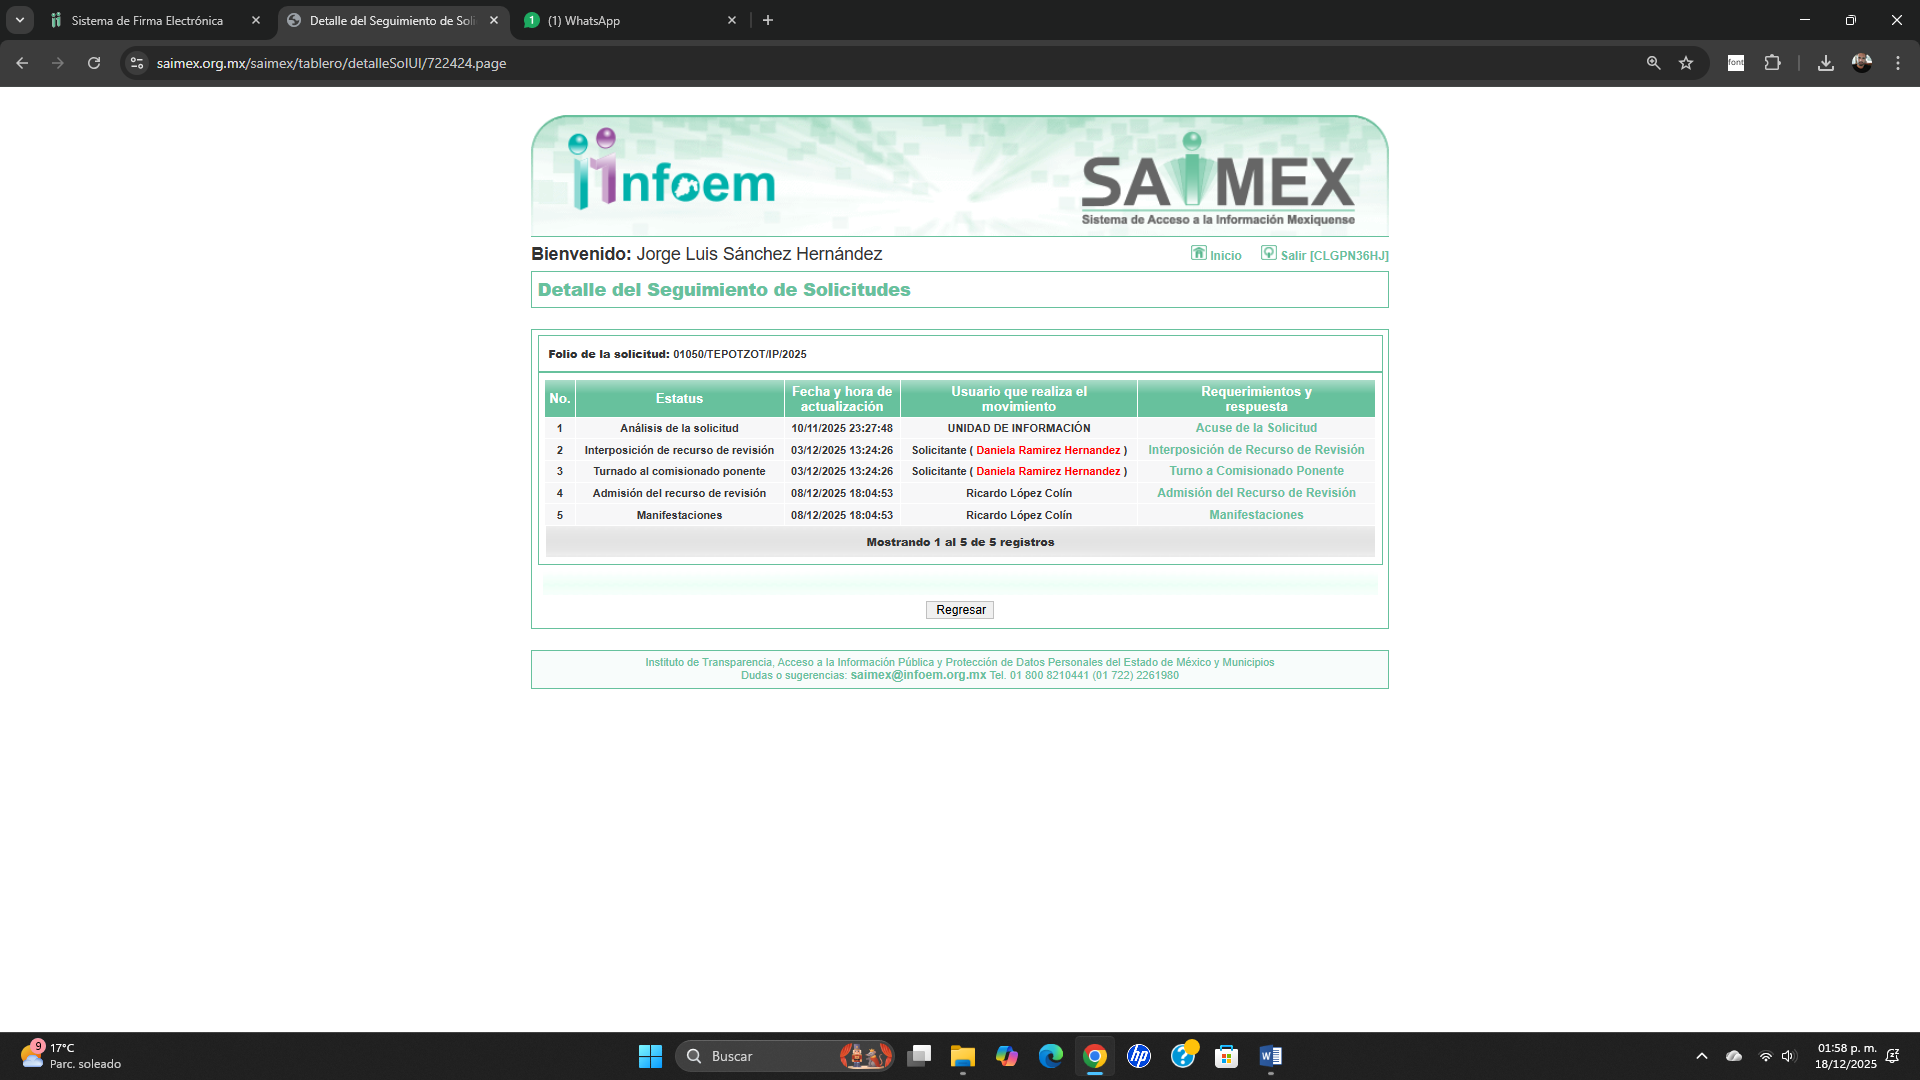 Sistema de Firma Electrónica
Detalle del Seguimiento de Soli
(1) WhatsApp
saimex.org.mx/saimex/tablero/detalleSolUI/722424.page
font
infoem
SAIMEX
Sistema de Acceso a la Información Mexiquense
Bienvenido: Jorge Luis Sánchez Hernández
Inicio
Salir [CLGPN36HJ]
Detalle del Seguimiento de Solicitudes
Folio de la solicitud: 01050/TEPOTZOT/IP/2025
No. Estatus Fecha y hora de actualización Usuario que realiza el movimiento Requerimientos y respuesta
1 Análisis de la solicitud 10/11/2025 23:27:48 UNIDAD DE INFORMACIÓN Acuse de la Solicitud
2 Interposición de recurso de revisión 03/12/2025 13:24:26 Solicitante ( Daniela Ramirez Hernandez ) Interposición de Recurso de Revisión
3 Turnado al comisionado ponente 03/12/2025 13:24:26 Solicitante ( Daniela Ramirez Hernandez ) Turno a Comisionado Ponente
4 Admisión del recurso de revisión 08/12/2025 18:04:53 Ricardo López Colín Admisión del Recurso de Revisión
5 Manifestaciones 08/12/2025 18:04:53 Ricardo López Colín Manifestaciones
Mostrando 1 al 5 de 5 registros
Regresar
Instituto de Transparencia, Acceso a la Información Pública y Protección de Datos Personales del Estado de México y Municipios
Dudas o sugerencias: saimex@infoem.org.mx Tel. 01 800 8210441 (01 722) 2261980
9
17°C
Parc. soleado
Buscar
01:58 p. m.
18/12/2025